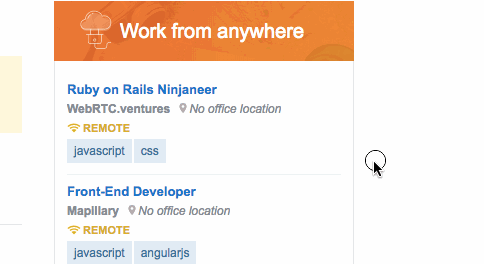 Work from anywhere
Ruby on Rails Ninjaneer
WebRTC.ventures No office location
REMOTE
javascript css
Front-End Developer
Mapillary No office location
REMOTE
javascript angularjs